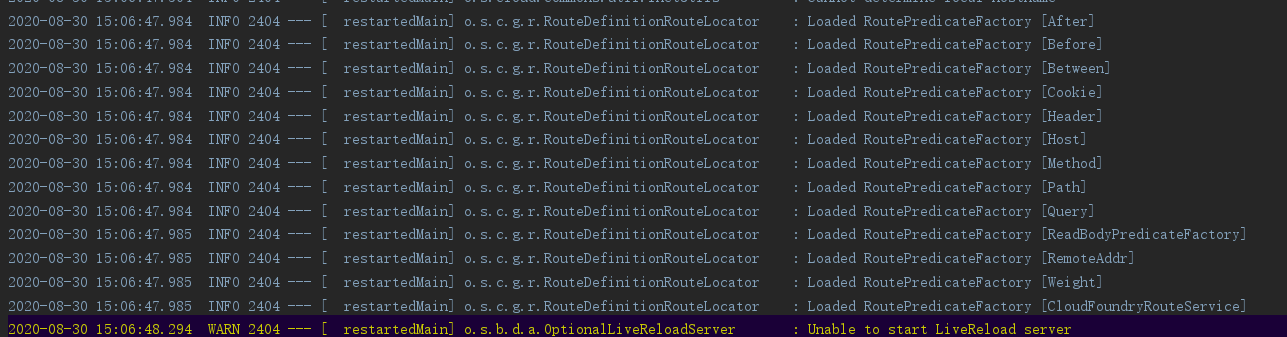 2020-08-30 15:06:47.984  INFO 2404 --- [  restartedMain] o.s.c.g.r.RouteDefinitionRouteLocator    : Loaded RoutePredicateFactory [After]
2020-08-30 15:06:47.984  INFO 2404 --- [  restartedMain] o.s.c.g.r.RouteDefinitionRouteLocator    : Loaded RoutePredicateFactory [Before]
2020-08-30 15:06:47.984  INFO 2404 --- [  restartedMain] o.s.c.g.r.RouteDefinitionRouteLocator    : Loaded RoutePredicateFactory [Between]
2020-08-30 15:06:47.984  INFO 2404 --- [  restartedMain] o.s.c.g.r.RouteDefinitionRouteLocator    : Loaded RoutePredicateFactory [Cookie]
2020-08-30 15:06:47.984  INFO 2404 --- [  restartedMain] o.s.c.g.r.RouteDefinitionRouteLocator    : Loaded RoutePredicateFactory [Header]
2020-08-30 15:06:47.984  INFO 2404 --- [  restartedMain] o.s.c.g.r.RouteDefinitionRouteLocator    : Loaded RoutePredicateFactory [Host]
2020-08-30 15:06:47.984  INFO 2404 --- [  restartedMain] o.s.c.g.r.RouteDefinitionRouteLocator    : Loaded RoutePredicateFactory [Method]
2020-08-30 15:06:47.984  INFO 2404 --- [  restartedMain] o.s.c.g.r.RouteDefinitionRouteLocator    : Loaded RoutePredicateFactory [Path]
2020-08-30 15:06:47.984  INFO 2404 --- [  restartedMain] o.s.c.g.r.RouteDefinitionRouteLocator    : Loaded RoutePredicateFactory [Query]
2020-08-30 15:06:47.985  INFO 2404 --- [  restartedMain] o.s.c.g.r.RouteDefinitionRouteLocator    : Loaded RoutePredicateFactory [ReadBodyPredicateFactory]
2020-08-30 15:06:47.985  INFO 2404 --- [  restartedMain] o.s.c.g.r.RouteDefinitionRouteLocator    : Loaded RoutePredicateFactory [RemoteAddr]
2020-08-30 15:06:47.985  INFO 2404 --- [  restartedMain] o.s.c.g.r.RouteDefinitionRouteLocator    : Loaded RoutePredicateFactory [Weight]
2020-08-30 15:06:47.985  INFO 2404 --- [  restartedMain] o.s.c.g.r.RouteDefinitionRouteLocator    : Loaded RoutePredicateFactory [CloudFoundryRouteService]
2020-08-30 15:06:48.294  WARN 2404 --- [  restartedMain] o.s.b.d.a.OptionalLiveReloadServer       : Unable to start LiveReload server